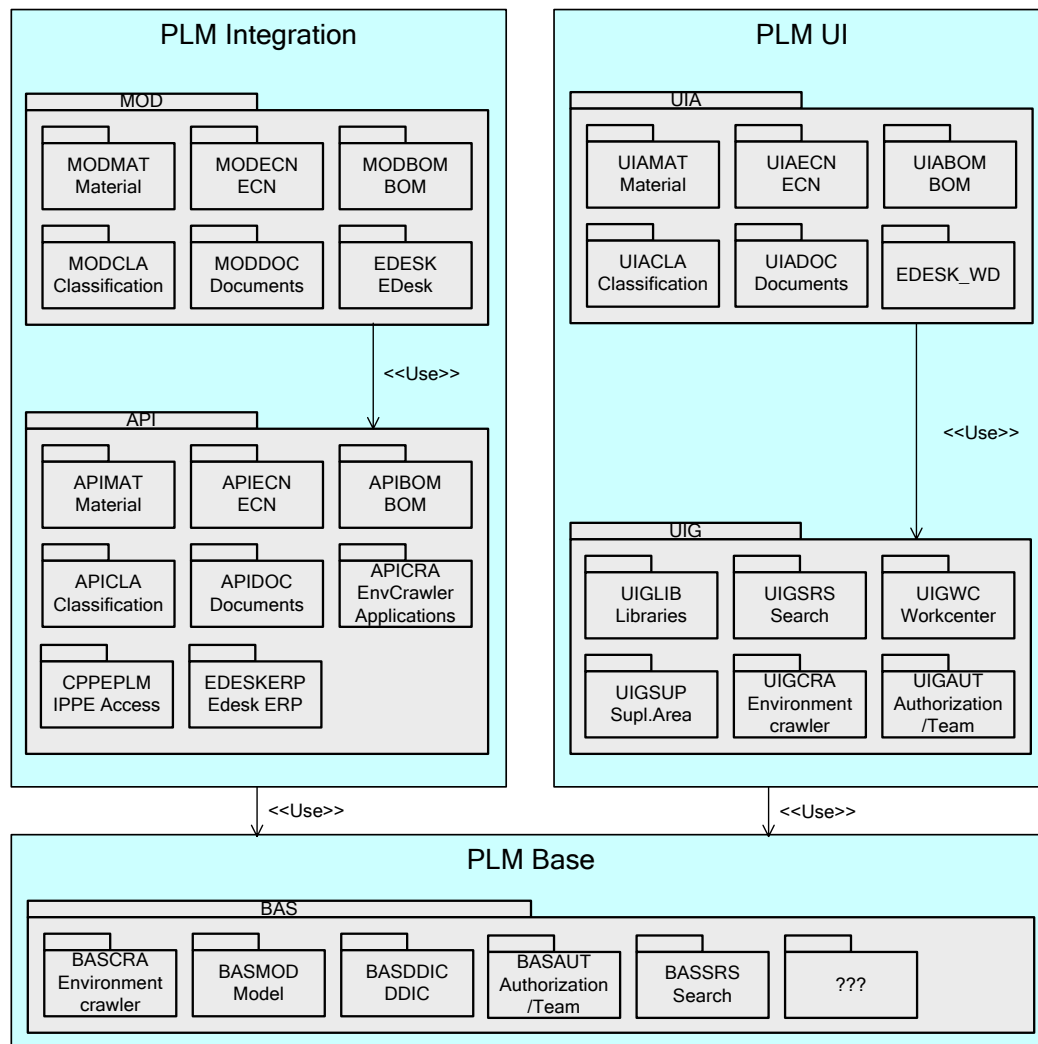 PLM Integration
MOD
MODMAT
Material
MODECN
ECN
MODBOM
BOM
MODCLA
Classification
MODDOC
Documents
EDESK
EDesk
<<Use>>
API
APIMAT
Material
APIECN
ECN
APIBOM
BOM
APICLA
Classification
APIDOC
Documents
APICRA
EnvCrawler
Applications
CPPEPLM
IPPE Access
EDESKERP
Edesk ERP
<<Use>>
PLM UI
UIA
UIAMAT
Material
UIAECN
ECN
UIABOM
BOM
UIACLA
Classification
UIADOC
Documents
EDESK_WD
<<Use>>
UIG
UIGLIB
Libraries
UIGSRS
Search
UIGWC
Workcenter
UIGSUP
Supl.Area
UIGCRA
Environment
crawler
UIGAUT
Authorization
/Team
<<Use>>
PLM Base
BAS
BASCRA
Environment
crawler
BASMOD
Model
BASDDIC
DDIC
BASAUT
Authorization
/Team
BASSRS
Search
???